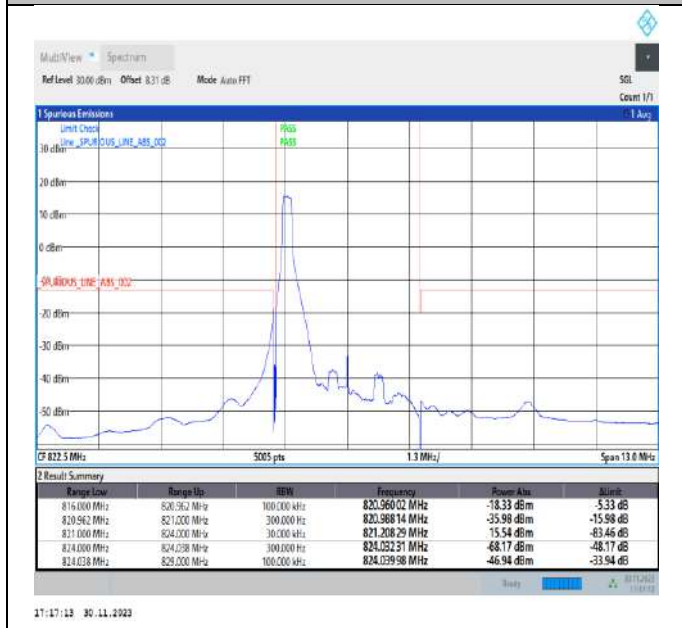 MultiView Spectrum
Ref Level 30.00 dBm Offset 8.31 dB Mode Auto FFT SGL
Count 1/1
1 Spurious Emissions 1 Avg
Limit Check PASS
Line _SPURIOUS_LINE_ABS_002 PASS
30 dBm
20 dBm
10 dBm
0 dBm
_SPURIOUS_LINE_ABS_002
-20 dBm
-30 dBm
-40 dBm
-50 dBm
CF 822.5 MHz 5005 pts 1.3 MHz/ Span 13.0 MHz
2 Result Summary
Range Low Range Up RBW Frequency Power Abs ΔLimit
816.000 MHz 820.962 MHz 100.000 kHz 820.96002 MHz -18.33 dBm -5.33 dB
820.962 MHz 821.000 MHz 300.000 Hz 820.98814 MHz -35.98 dBm -15.98 dB
821.000 MHz 824.000 MHz 30.000 kHz 821.20829 MHz 15.54 dBm -83.46 dB
824.000 MHz 824.038 MHz 300.000 Hz 824.03231 MHz -68.17 dBm -48.17 dB
824.038 MHz 829.000 MHz 100.000 kHz 824.03998 MHz -46.94 dBm -33.94 dB
Ready
17:17:13 30.11.2023